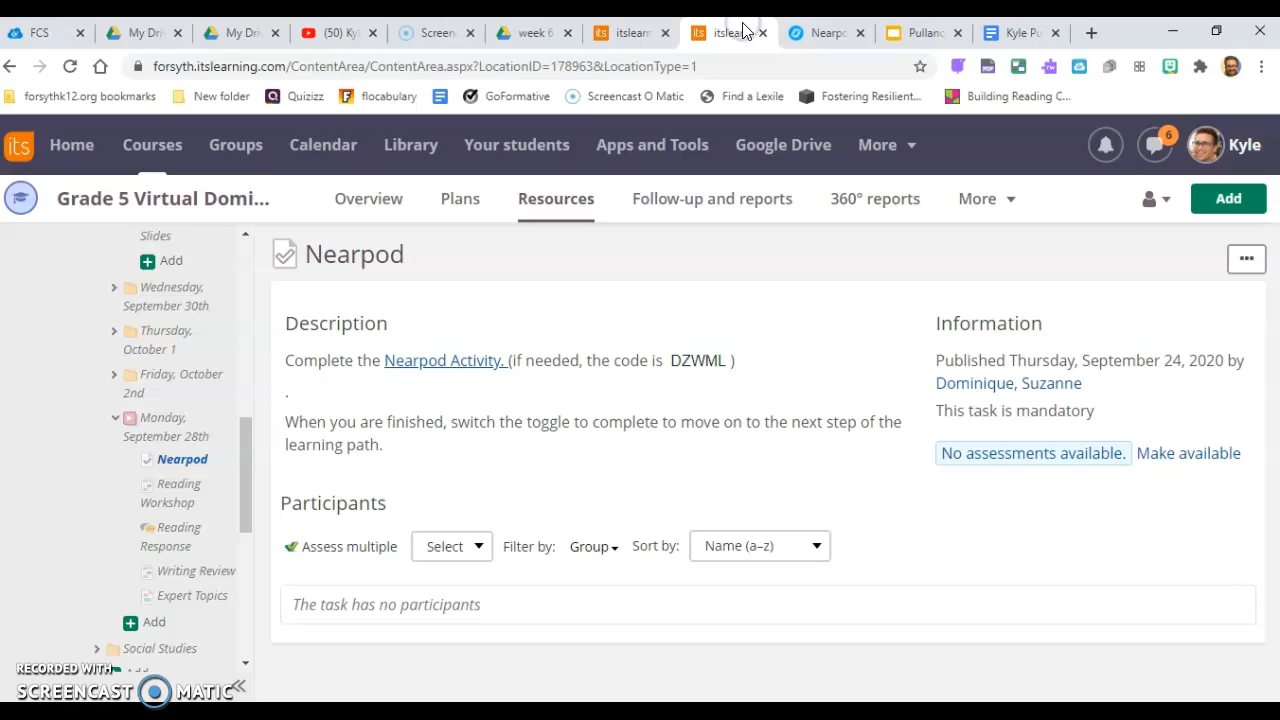 FCS
My Dri
My Dri
(50) Ky
Screen
week 6
itslearn
itslea
Nearpo
Pullano
Kyle Pu
forsyth.itslearning.com/ContentArea/ContentArea.aspx?LocationID=178963&LocationType=1
forsythk12.org bookmarks
New folder
Quizizz
flocabulary
GoFormative
Screencast O Matic
Find a Lexile
Fostering Resilient...
Building Reading C...
its
Home
Courses
Groups
Calendar
Library
Your students
Apps and Tools
Google Drive
More
6
Kyle
Grade 5 Virtual Domi...
Overview
Plans
Resources
Follow-up and reports
360° reports
More
Add
Slides
Add
Wednesday,
September 30th
Thursday,
October 1
Friday, October
2nd
Monday,
September 28th
Nearpod
Reading
Workshop
Reading
Response
Writing Review
Expert Topics
Add
Social Studies
Nearpod
...
Description
Complete the Nearpod Activity. (if needed, the code is DZWML )
.
When you are finished, switch the toggle to complete to move on to the next step of the
learning path.
Information
Published Thursday, September 24, 2020 by
Dominique, Suzanne
This task is mandatory
No assessments available. Make available
Participants
Assess multiple
Select
Filter by:
Group
Sort by:
Name (a–z)
The task has no participants
RECORDED WITH
SCREENCAST MATIC